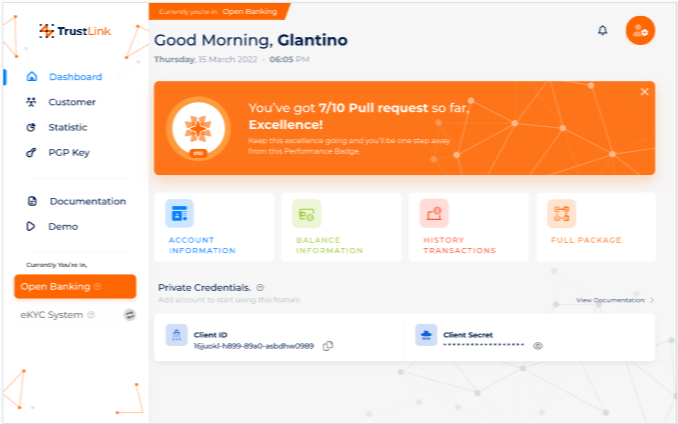 TrustLink
Dashboard
Customer
Statistic
PGP Key
Documentation
Demo
Currently You're in,
Open Banking
eKYC System
Currently you're in Open Banking
Good Morning, Glantino
Thursday, 15 March 2022 - 06:05 PM
You've got 7/10 Pull request so far,
Excellence!
Keep this excellence going and you'll be one step away
from this Performance Badge.
ACCOUNT
INFORMATION
BALANCE
INFORMATION
HISTORY
TRANSACTIONS
FULL PACKAGE
Private Credentials.
Add account to start using this feature.
View Documentation
Client ID
16juokl-h899-89a0-asbdhw0989
Client Secret